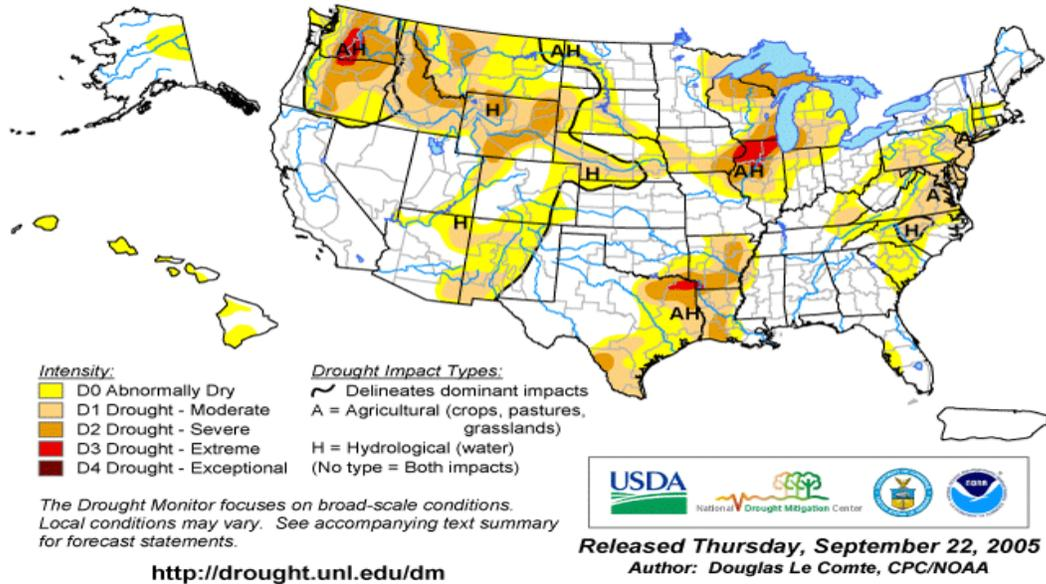 AH
AH
H
H
AH
H
A
H
AH
Intensity:
D0 Abnormally Dry
D1 Drought - Moderate
D2 Drought - Severe
D3 Drought - Extreme
D4 Drought - Exceptional
Drought Impact Types:
Delineates dominant impacts
A = Agricultural (crops, pastures,
grasslands)
H = Hydrological (water)
(No type = Both impacts)
The Drought Monitor focuses on broad-scale conditions.
Local conditions may vary. See accompanying text summary
for forecast statements.
http://drought.unl.edu/dm
USDA
National Drought Mitigation Center
NOAA
Released Thursday, September 22, 2005
Author: Douglas Le Comte, CPC/NOAA